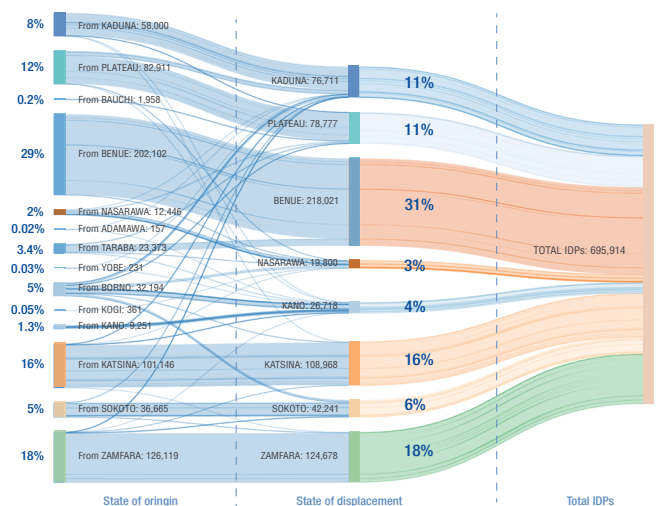 8% From KADUNA: 58,000
12% From PLATEAU: 82,911
0.2% From BAUCHI: 1,958
29% From BENUE: 202,102
2% From NASARAWA: 12,446
0.02% From ADAMAWA: 157
3.4% From TARABA: 23,373
0.03% From YOBE: 231
5% From BORNO: 32,194
0.05% From KOGI: 361
1.3% From KANO: 9,251
16% From KATSINA: 101,146
5% From SOKOTO: 36,665
18% From ZAMFARA: 126,119
KADUNA: 76,711 11%
PLATEAU: 78,777 11%
BENUE: 218,021 31%
NASARAWA: 19,800 3%
KANO: 26,718 4%
KATSINA: 108,968 16%
SOKOTO: 42,241 6%
ZAMFARA: 124,678 18%
TOTAL IDPs: 695,914
State of oringin
State of displacement
Total IDPs